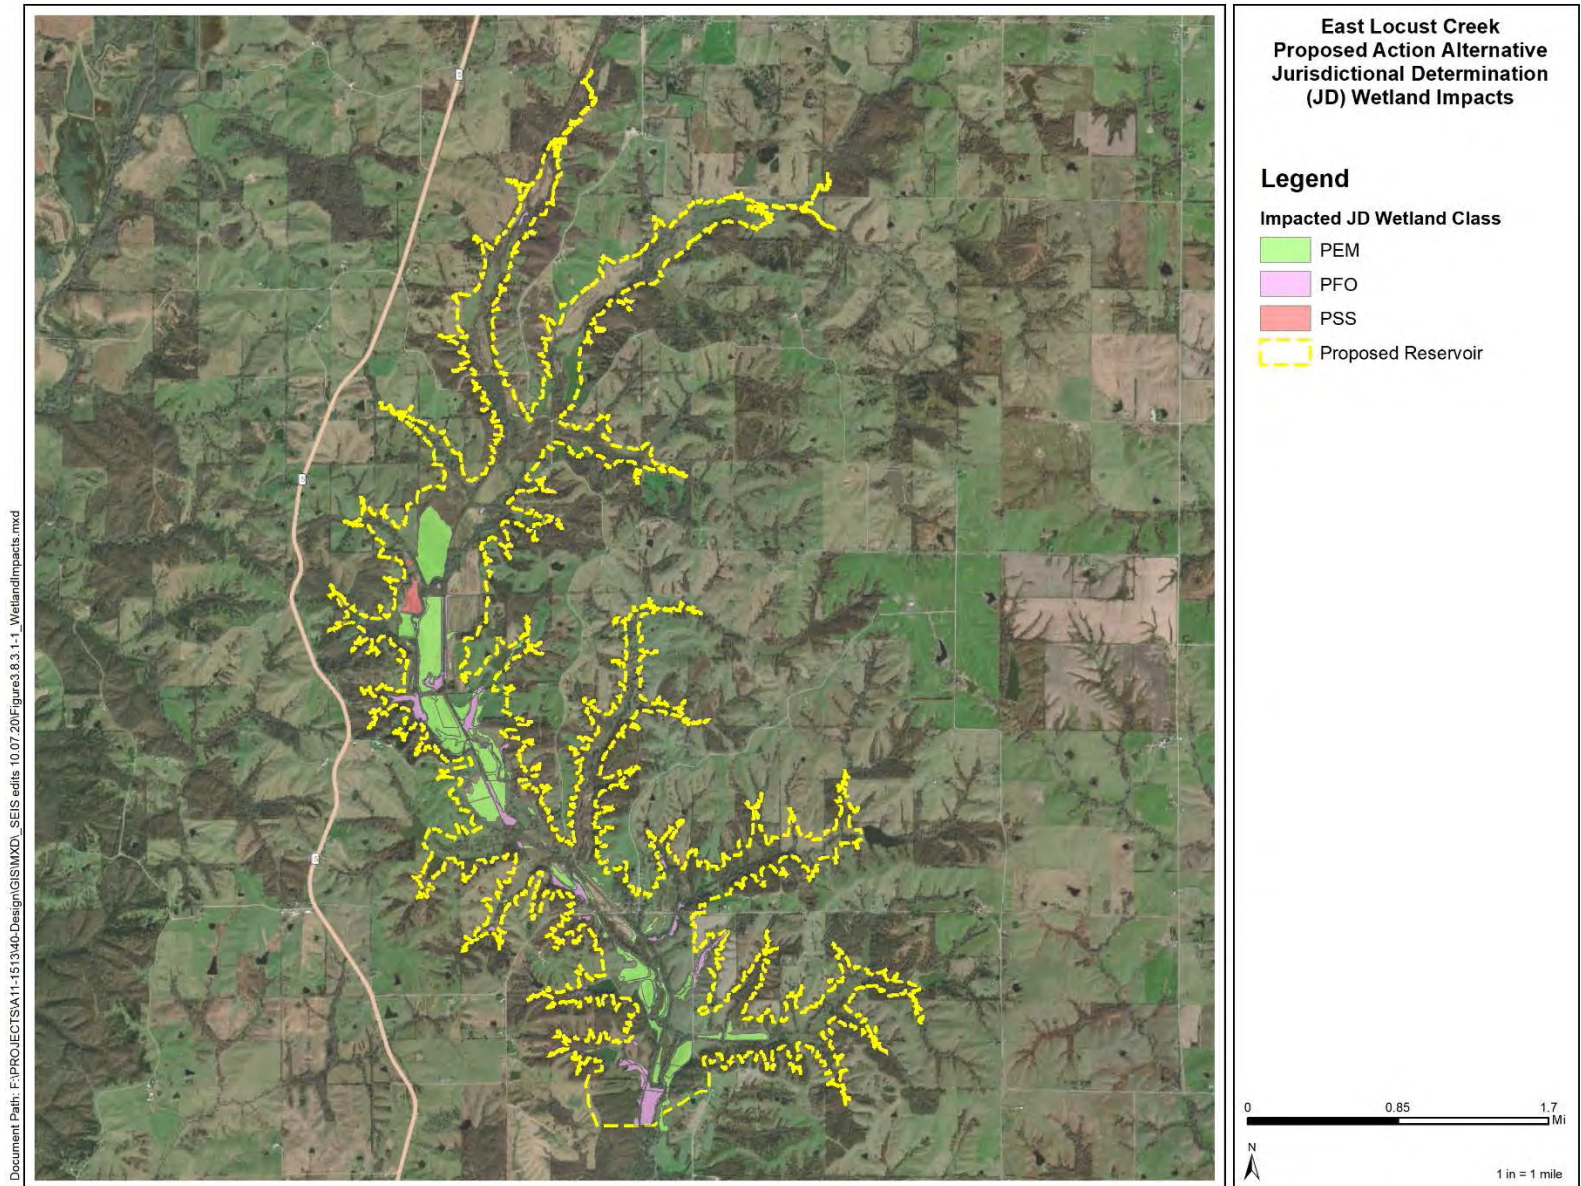 East Locust Creek
Proposed Action Alternative
Jurisdictional Determination
(JD) Wetland Impacts
Legend
Impacted JD Wetland Class
PEM
PFO
PSS
Proposed Reservoir
0 0.85 1.7
Mi
N
1 in = 1 mile
Document Path: F:\PROJECTS\A11-1513\40-Design\GIS\MXD\_SEIS edits 10.07.20\Figure3.8.3.1-1_WetlandImpacts.mxd